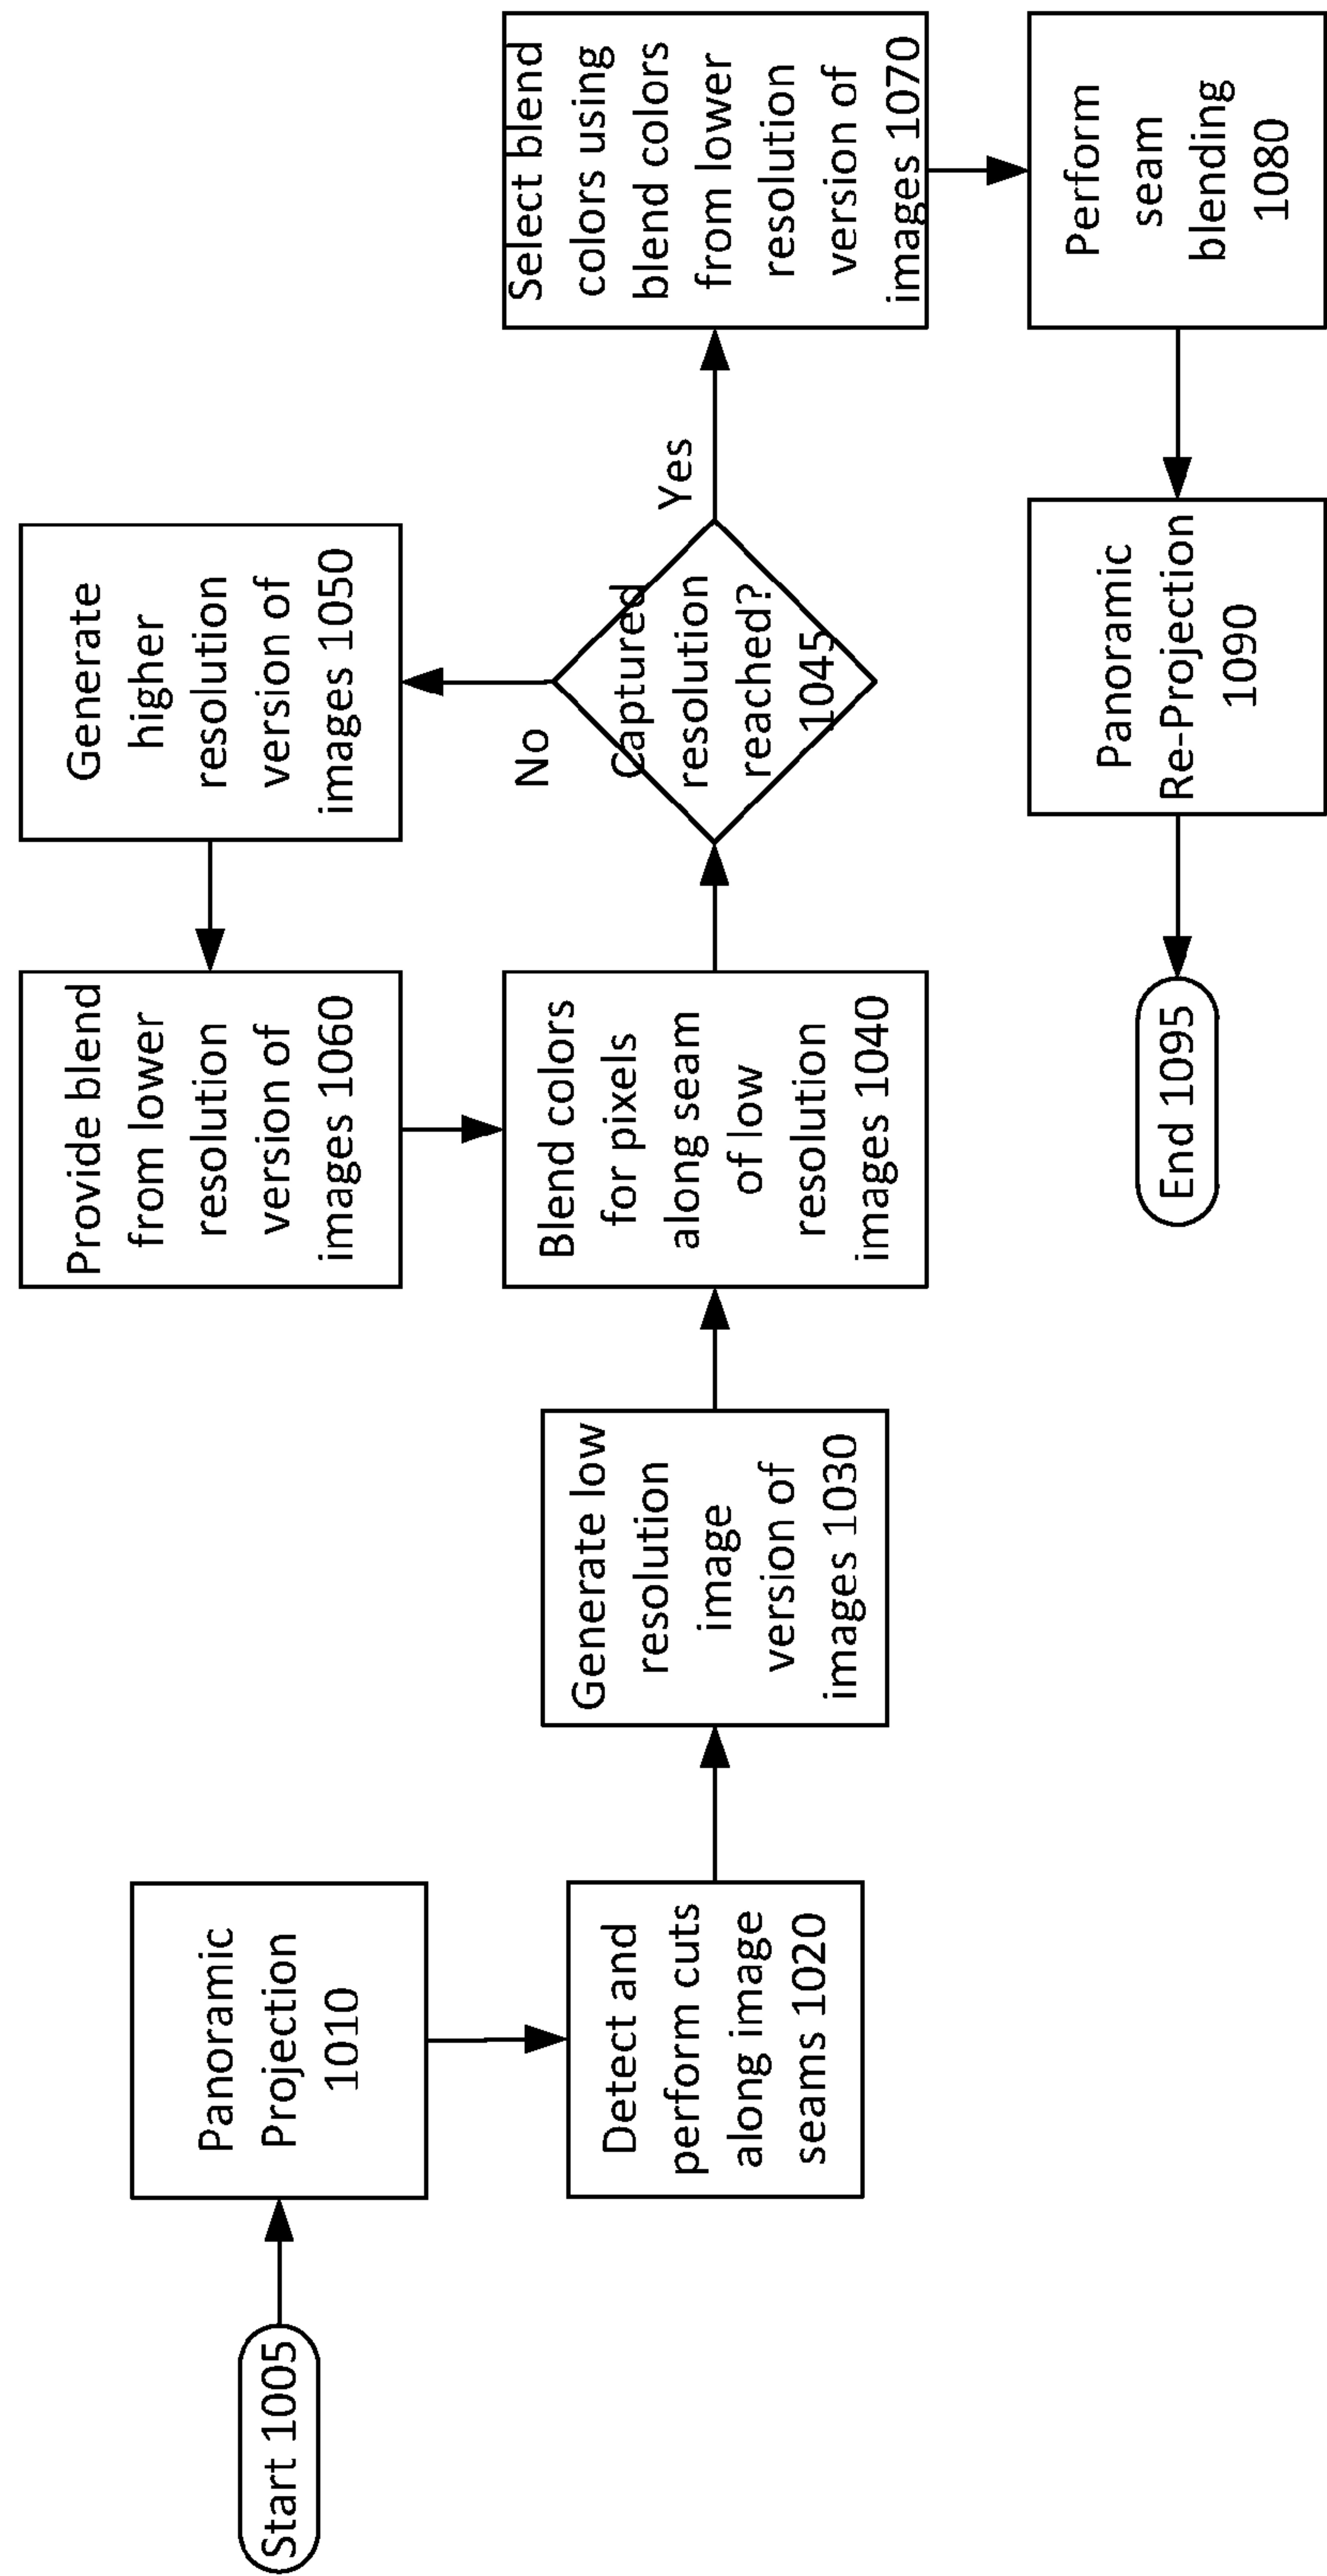 Start 1005
Panoramic
Projection
1010
Detect and
perform cuts
along image
seams 1020
Generate low
resolution
image
version of
images 1030
Blend colors
for pixels
along seam
of low
resolution
images 1040
Captured
resolution
reached?
1045
No
Generate
higher
resolution
version of
images 1050
Provide blend
from lower
resolution
version of
images 1060
Yes
Select blend
colors using
blend colors
from lower
resolution
version of
images 1070
Perform
seam
blending
1080
Panoramic
Re-Projection
1090
End 1095